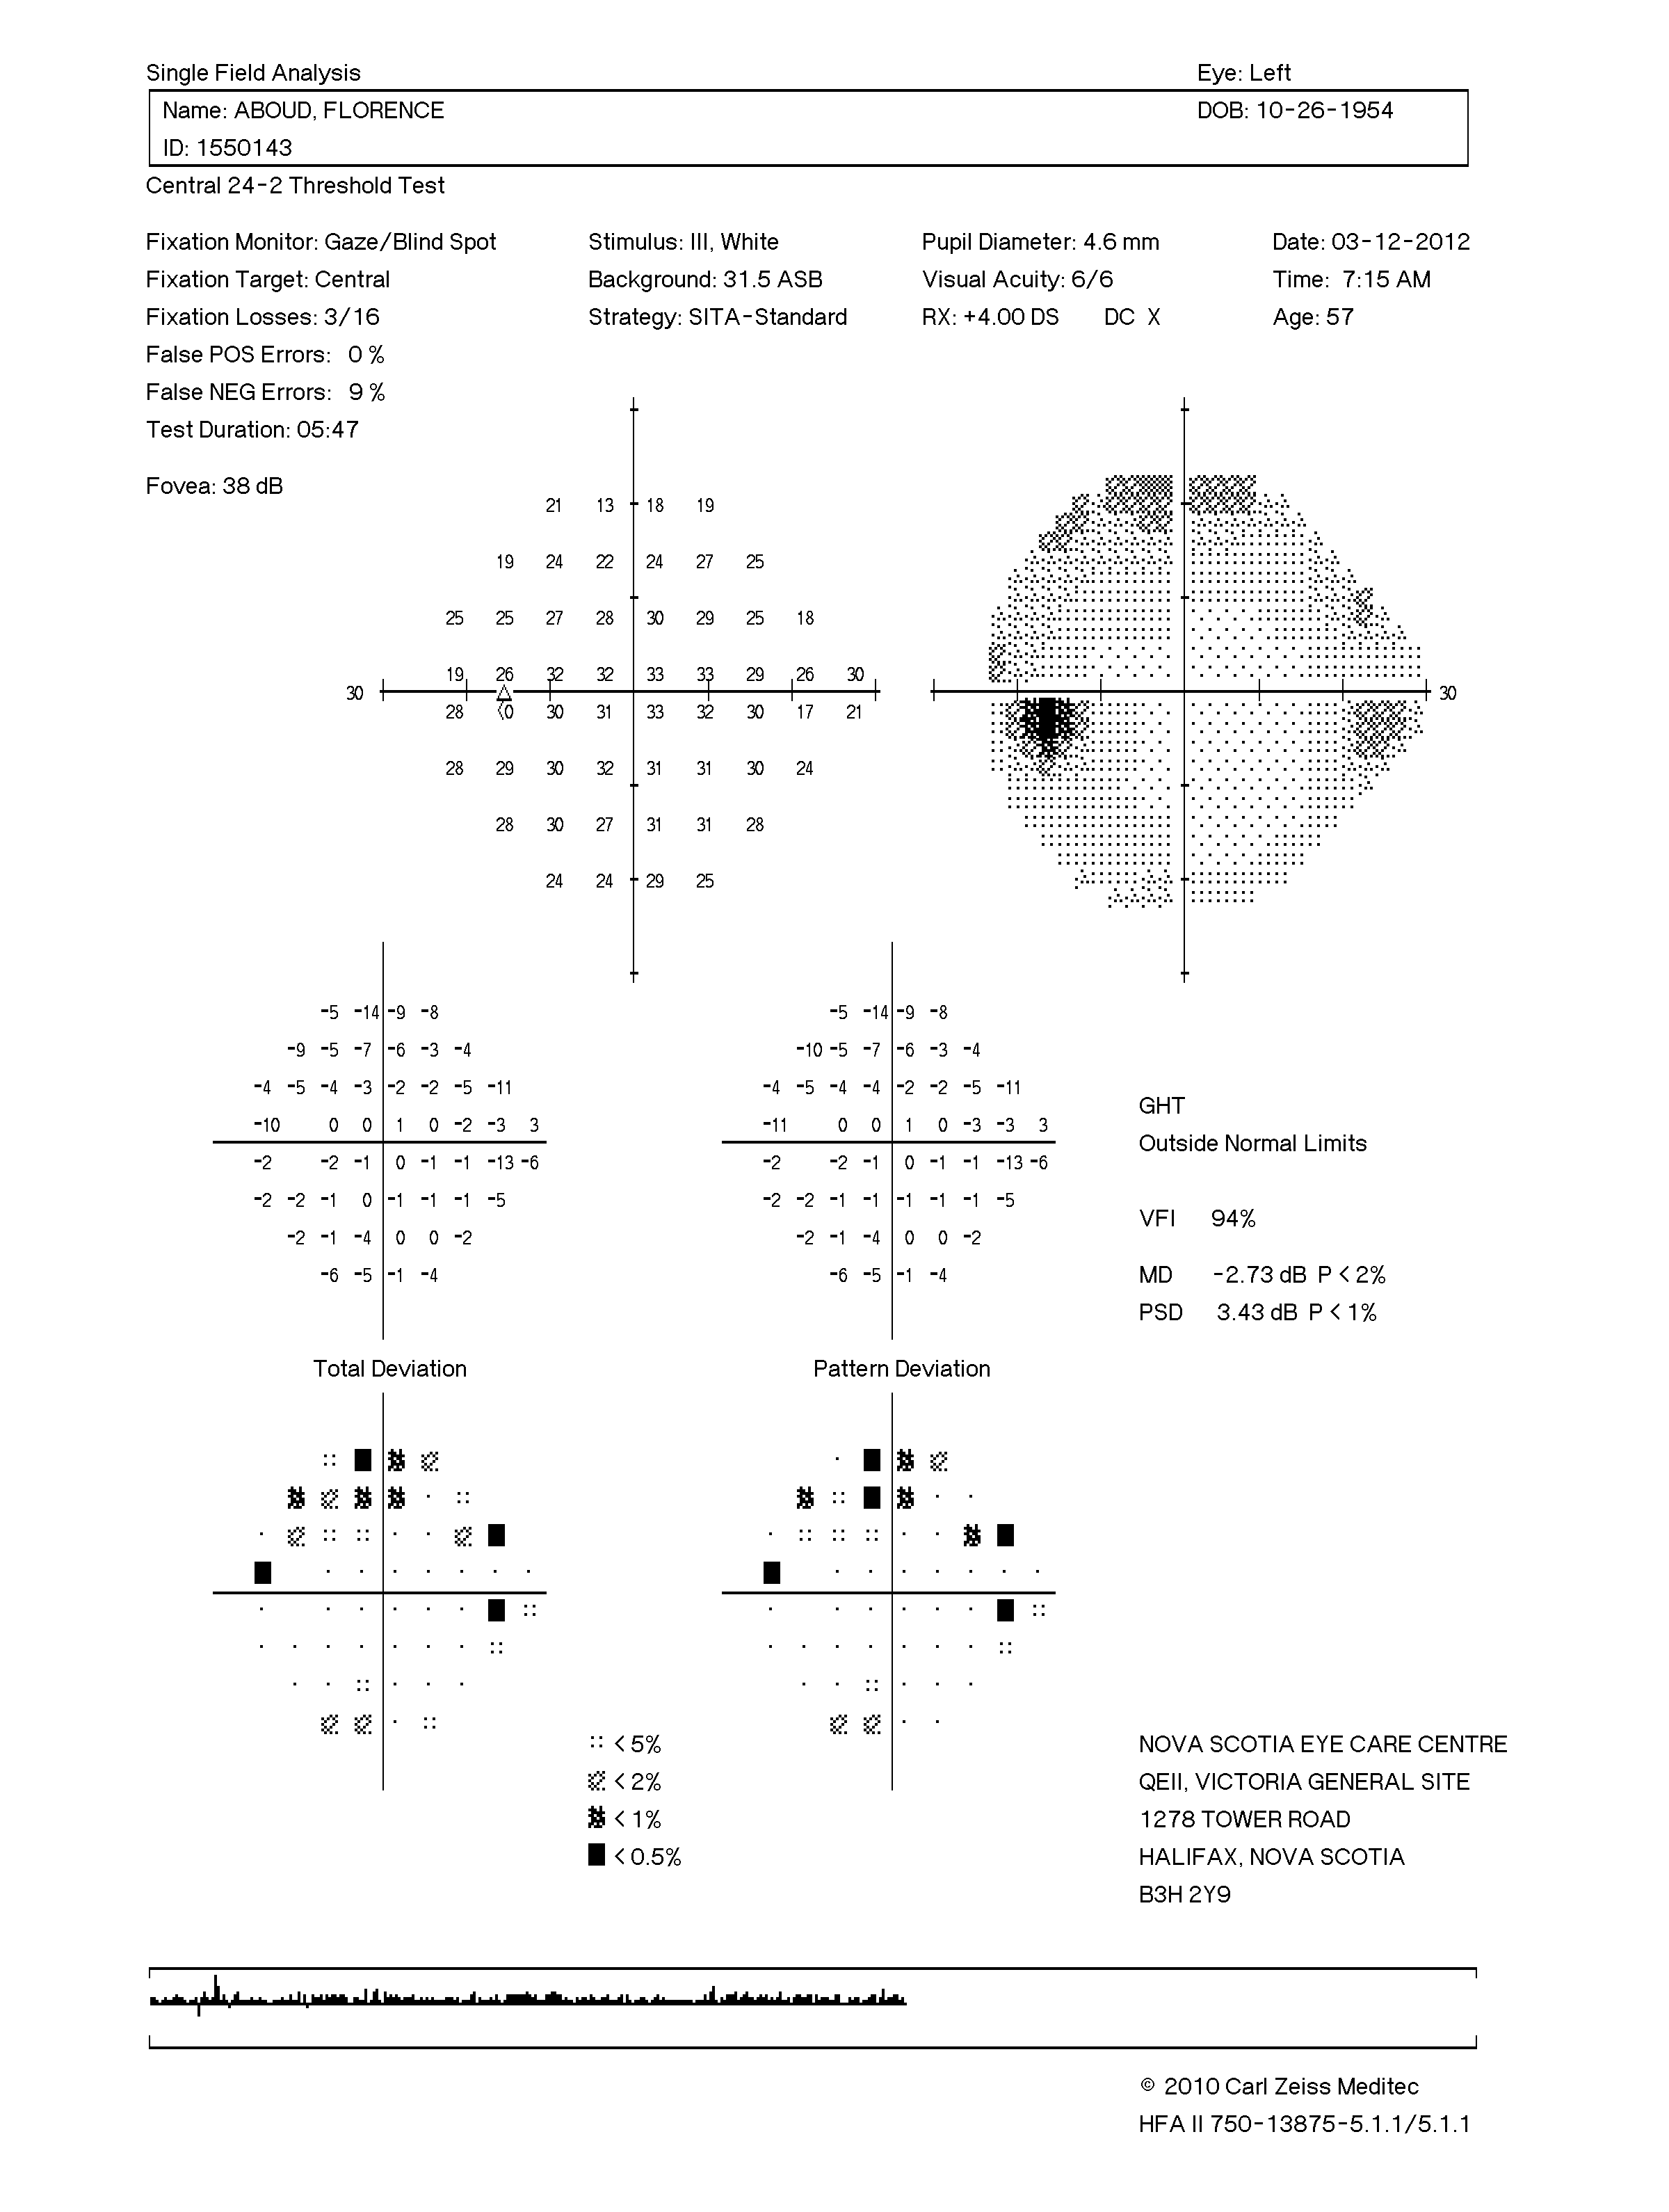 Single Field Analysis Eye: Left
Name: ABOUD, FLORENCE DOB: 10-26-1954
ID: 1550143
Central 24-2 Threshold Test
Fixation Monitor: Gaze/Blind Spot Stimulus: III, White Pupil Diameter: 4.6 mm Date: 03-12-2012
Fixation Target: Central Background: 31.5 ASB Visual Acuity: 6/6 Time: 7:15 AM
Fixation Losses: 3/16 Strategy: SITA-Standard RX: +4.00 DS DC X Age: 57
False POS Errors: 0 %
False NEG Errors: 9 %
Test Duration: 05:47
Fovea: 38 dB
21 13 18 19
19 24 22 24 27 25
25 25 27 28 30 29 25 18
19 26 32 32 33 33 29 26 30
30 30
28 <0 30 31 33 32 30 17 21
28 29 30 32 31 31 30 24
28 30 27 31 31 28
24 24 29 25
-5 -14 -9 -8 -5 -14 -9 -8
-9 -5 -7 -6 -3 -4 -10 -5 -7 -6 -3 -4
-4 -5 -4 -3 -2 -2 -5 -11 -4 -5 -4 -4 -2 -2 -5 -11
GHT
-10 0 0 1 0 -2 -3 3 -11 0 0 1 0 -3 -3 3
Outside Normal Limits
-2 -2 -1 0 -1 -1 -13 -6 -2 -2 -1 0 -1 -1 -13 -6
-2 -2 -1 0 -1 -1 -1 -5 -2 -2 -1 -1 -1 -1 -1 -5
VFI 94%
-2 -1 -4 0 0 -2 -2 -1 -4 0 0 -2
-6 -5 -1 -4 -6 -5 -1 -4
MD -2.73 dB P < 2%
PSD 3.43 dB P < 1%
Total Deviation Pattern Deviation
< 5% NOVA SCOTIA EYE CARE CENTRE
< 2% QEII, VICTORIA GENERAL SITE
< 1% 1278 TOWER ROAD
< 0.5% HALIFAX, NOVA SCOTIA
B3H 2Y9
© 2010 Carl Zeiss Meditec
HFA II 750-13875-5.1.1/5.1.1